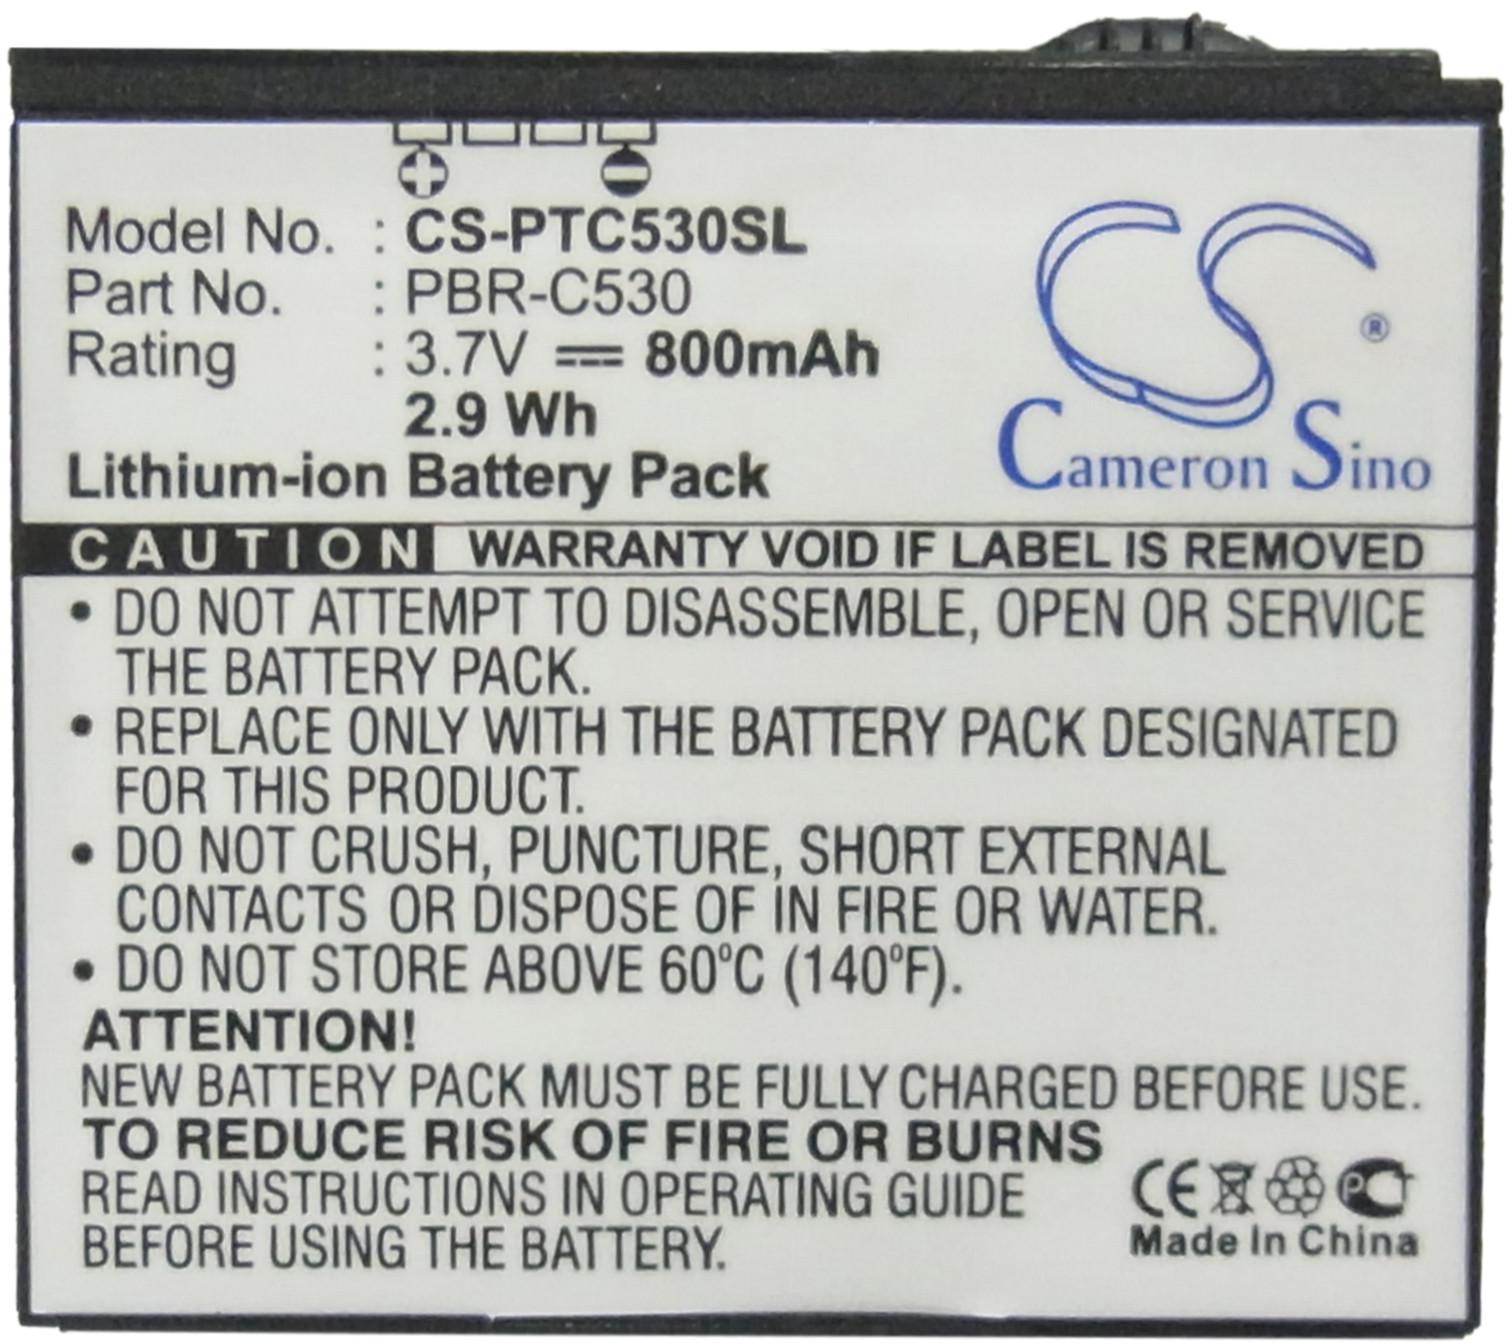 Model No. : CS-PTC530SL
Part No. : PBR-C530
Rating : 3.7V 800mAh
2.9 Wh
Lithium-ion Battery Pack
CS
®
Cameron Sino
CAUTION WARRANTY VOID IF LABEL IS REMOVED
• DO NOT ATTEMPT TO DISASSEMBLE, OPEN OR SERVICE
THE BATTERY PACK.
• REPLACE ONLY WITH THE BATTERY PACK DESIGNATED
FOR THIS PRODUCT.
• DO NOT CRUSH, PUNCTURE, SHORT EXTERNAL
CONTACTS OR DISPOSE OF IN FIRE OR WATER.
• DO NOT STORE ABOVE 60°C (140°F).
ATTENTION!
NEW BATTERY PACK MUST BE FULLY CHARGED BEFORE USE.
TO REDUCE RISK OF FIRE OR BURNS
READ INSTRUCTIONS IN OPERATING GUIDE
BEFORE USING THE BATTERY.
CE PCT
Made In China